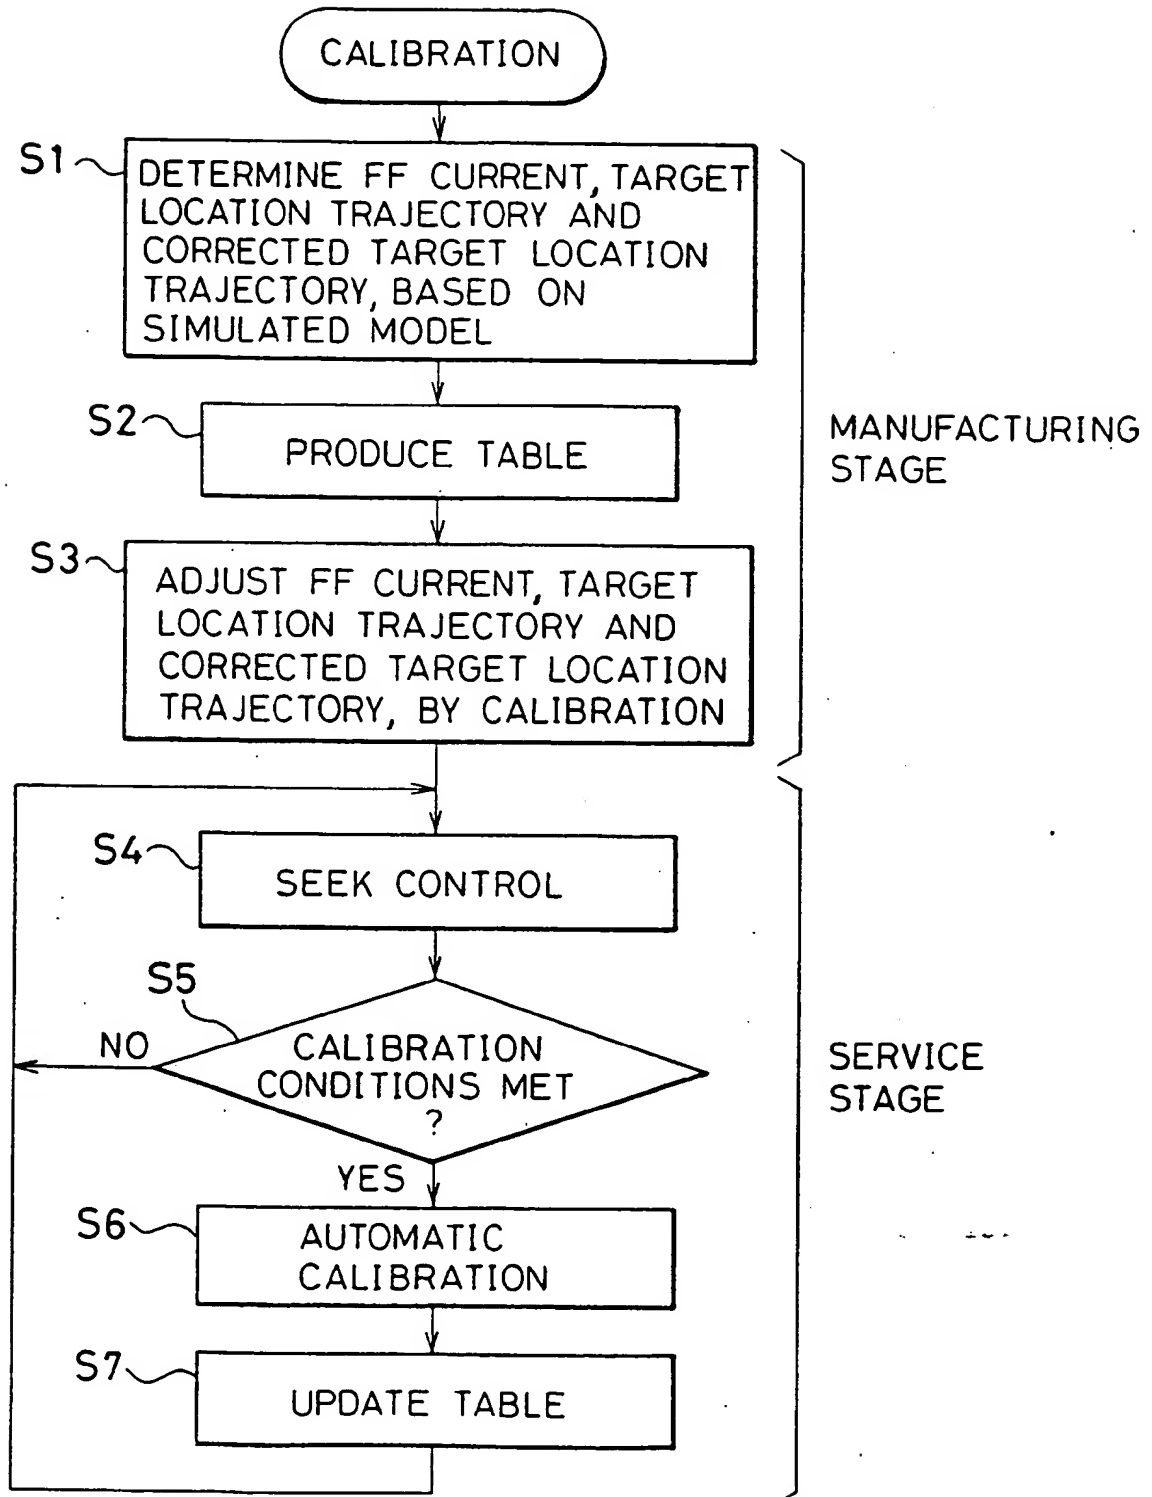 CALIBRATION
S1
DETERMINE FF CURRENT, TARGET
LOCATION TRAJECTORY AND
CORRECTED TARGET LOCATION
TRAJECTORY, BASED ON
SIMULATED MODEL
S2
PRODUCE TABLE
MANUFACTURING
STAGE
S3
ADJUST FF CURRENT, TARGET
LOCATION TRAJECTORY AND
CORRECTED TARGET LOCATION
TRAJECTORY, BY CALIBRATION
S4
SEEK CONTROL
S5
NO
CALIBRATION
CONDITIONS MET
?
SERVICE
STAGE
YES
S6
AUTOMATIC
CALIBRATION
S7
UPDATE TABLE